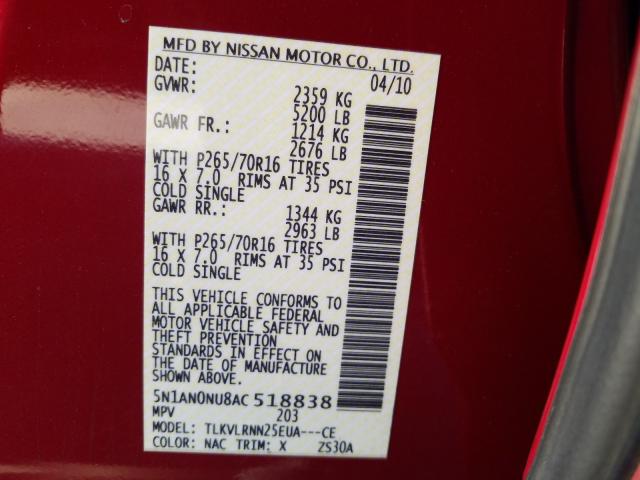 MFD BY NISSAN MOTOR CO., LTD.
DATE: 04/10
GVWR: 2359 KG
5200 LB
GAWR FR.: 1214 KG
2676 LB
WITH P265/70R16 TIRES
16 X 7.0 RIMS AT 35 PSI
COLD SINGLE
GAWR RR.: 1344 KG
2963 LB
WITH P265/70R16 TIRES
16 X 7.0 RIMS AT 35 PSI
COLD SINGLE
THIS VEHICLE CONFORMS TO
ALL APPLICABLE FEDERAL
MOTOR VEHICLE SAFETY AND
THEFT PREVENTION
STANDARDS IN EFFECT ON
THE DATE OF MANUFACTURE
SHOWN ABOVE.
5N1AN0NU8AC518838
MPV 203
MODEL: TLKVLRNN25EUA---CE
COLOR: NAC TRIM: X ZS30A